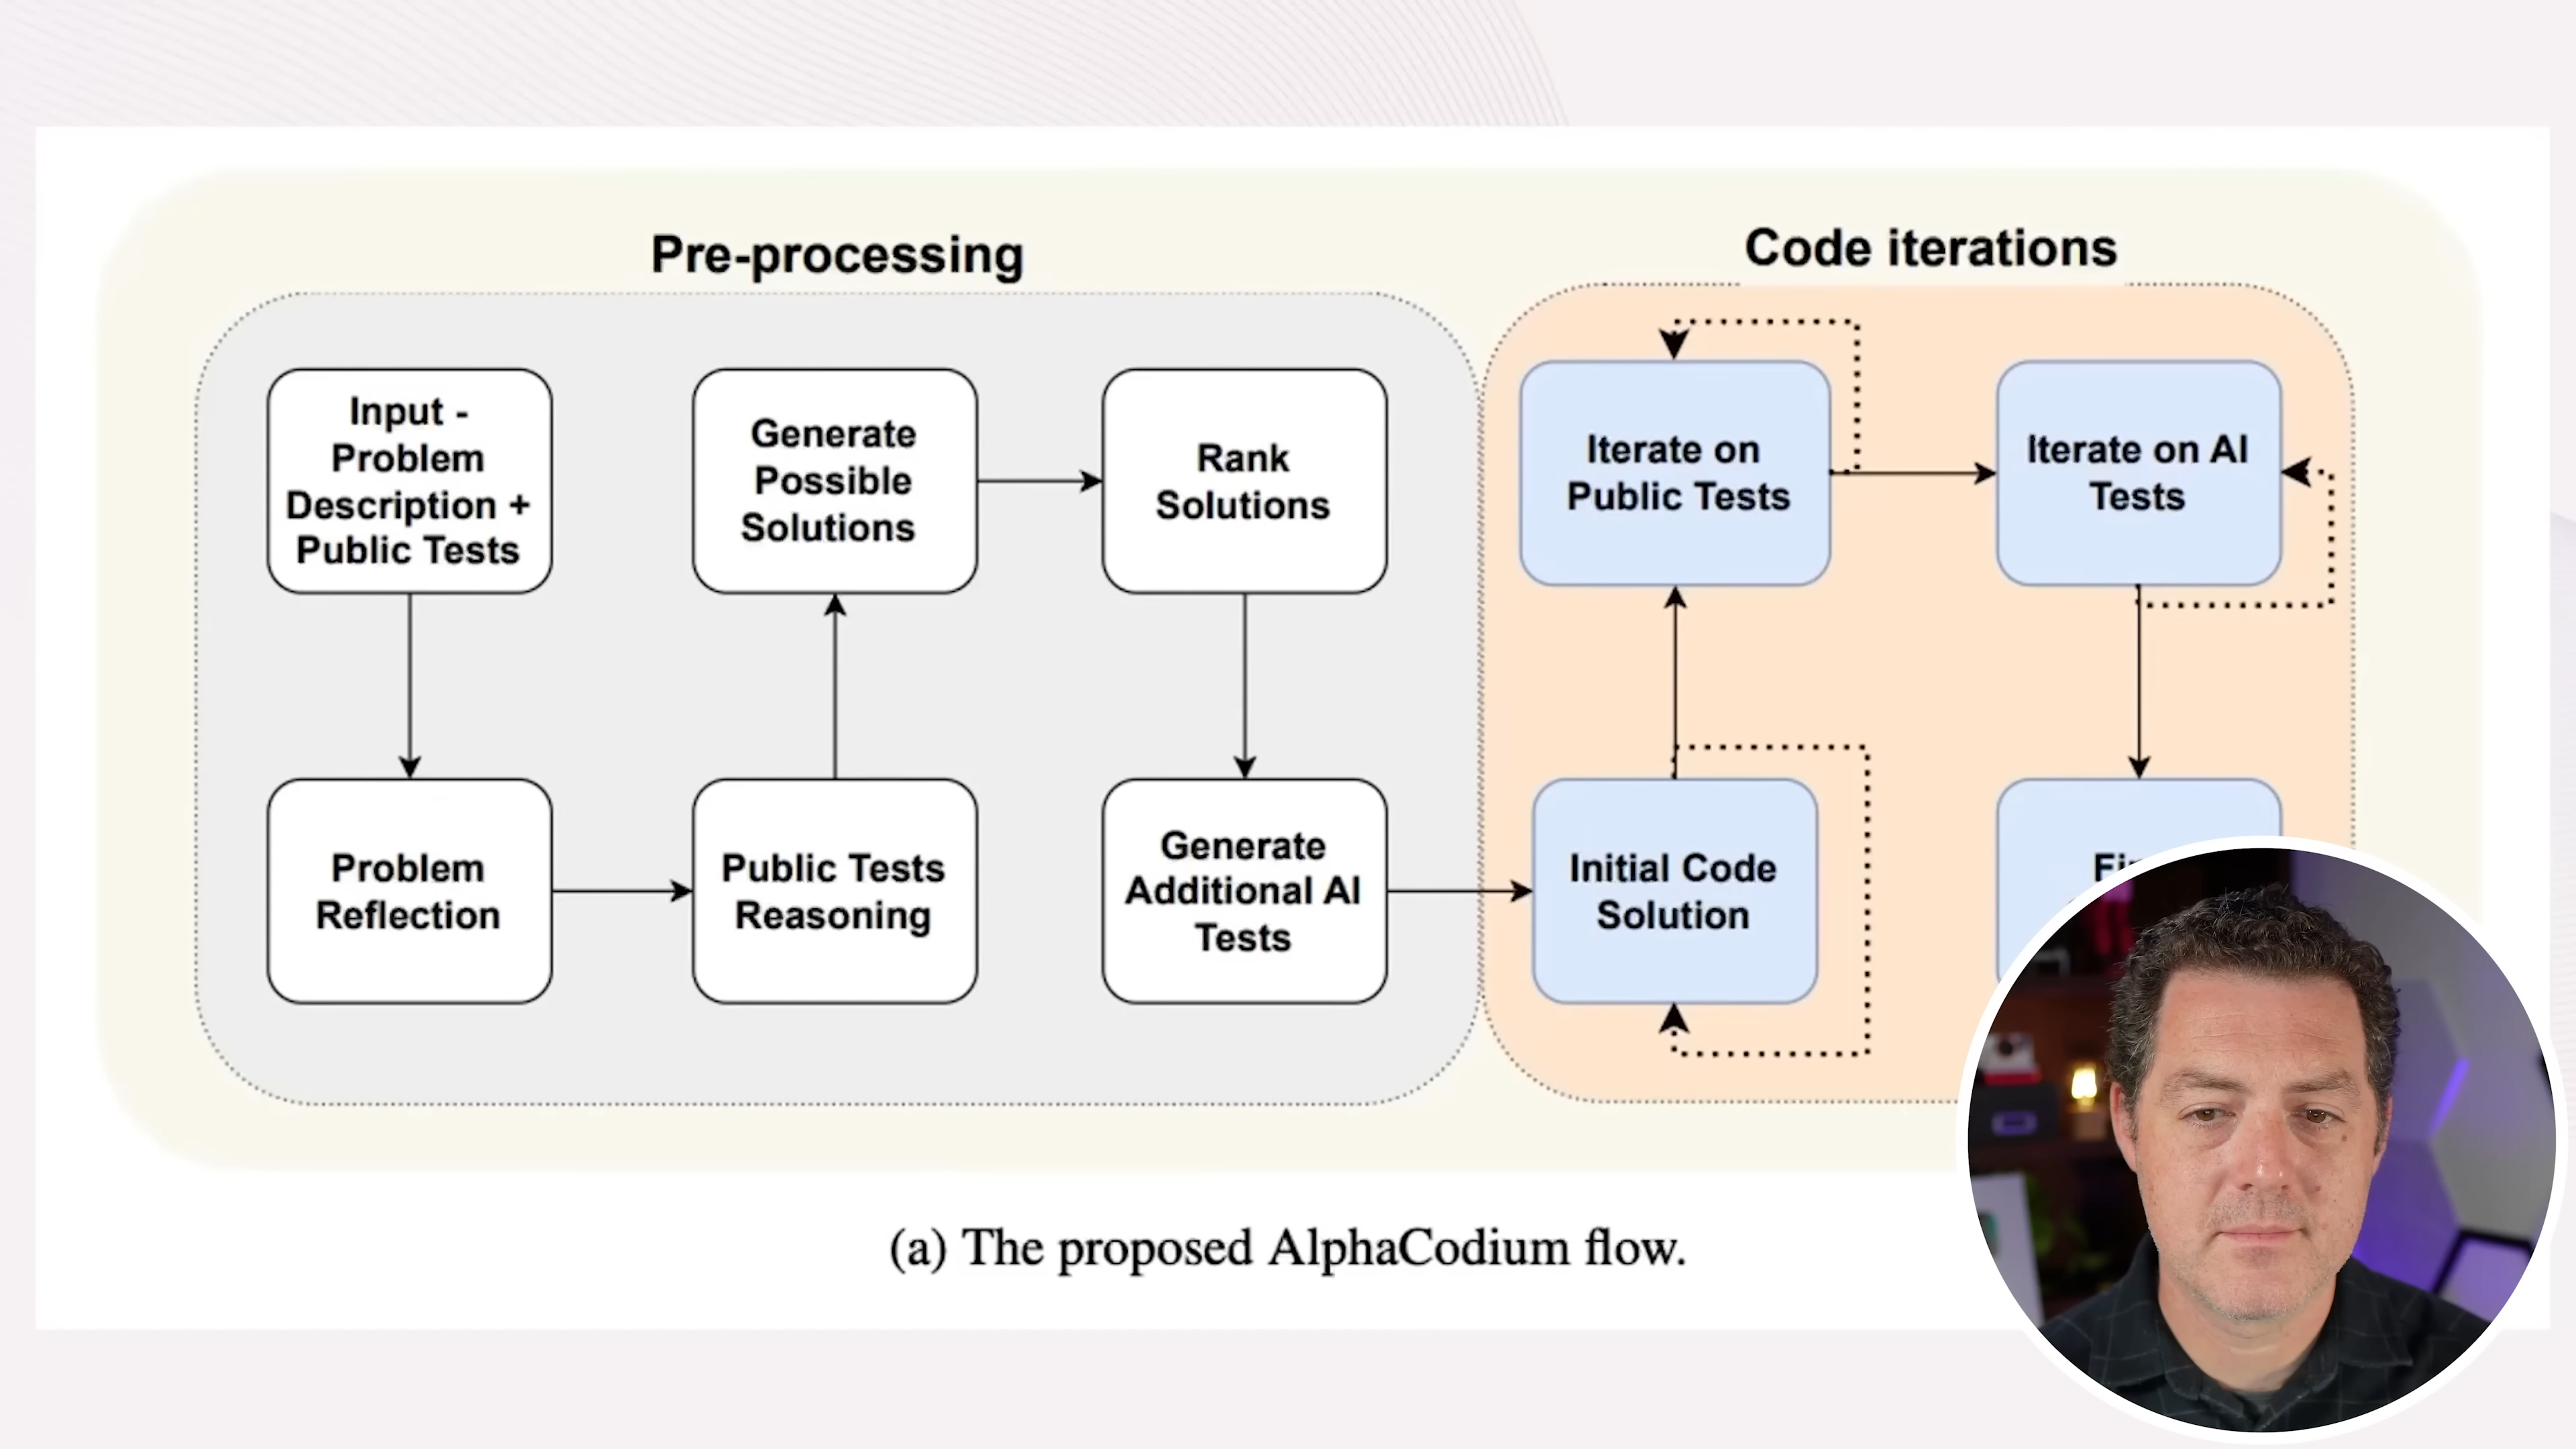 Pre-processing
Code iterations
Input -
Problem
Description +
Public Tests
Generate
Possible
Solutions
Rank
Solutions
Iterate on
Public Tests
Iterate on AI
Tests
Problem
Reflection
Public Tests
Reasoning
Generate
Additional AI
Tests
Initial Code
Solution
(a) The proposed AlphaCodium flow.